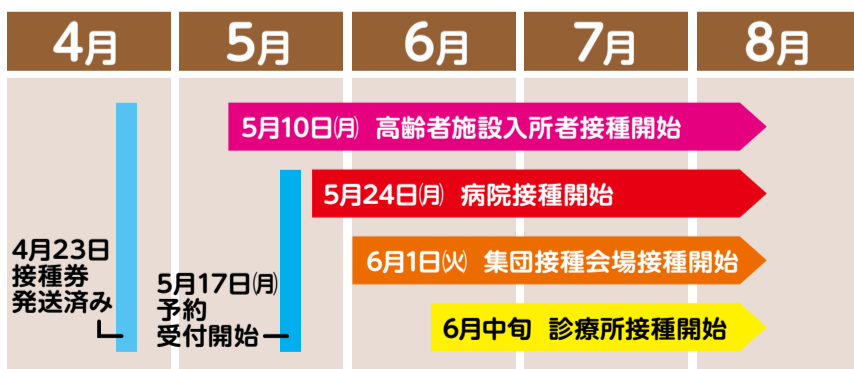 4月 5月 6月 7月 8月
5月10日㈪ 高齢者施設入所者接種開始
5月24日㈪ 病院接種開始
4月23日
接種券
発送済み
5月17日㈪
予約
受付開始
6月1日㈫ 集団接種会場接種開始
6月中旬 診療所接種開始